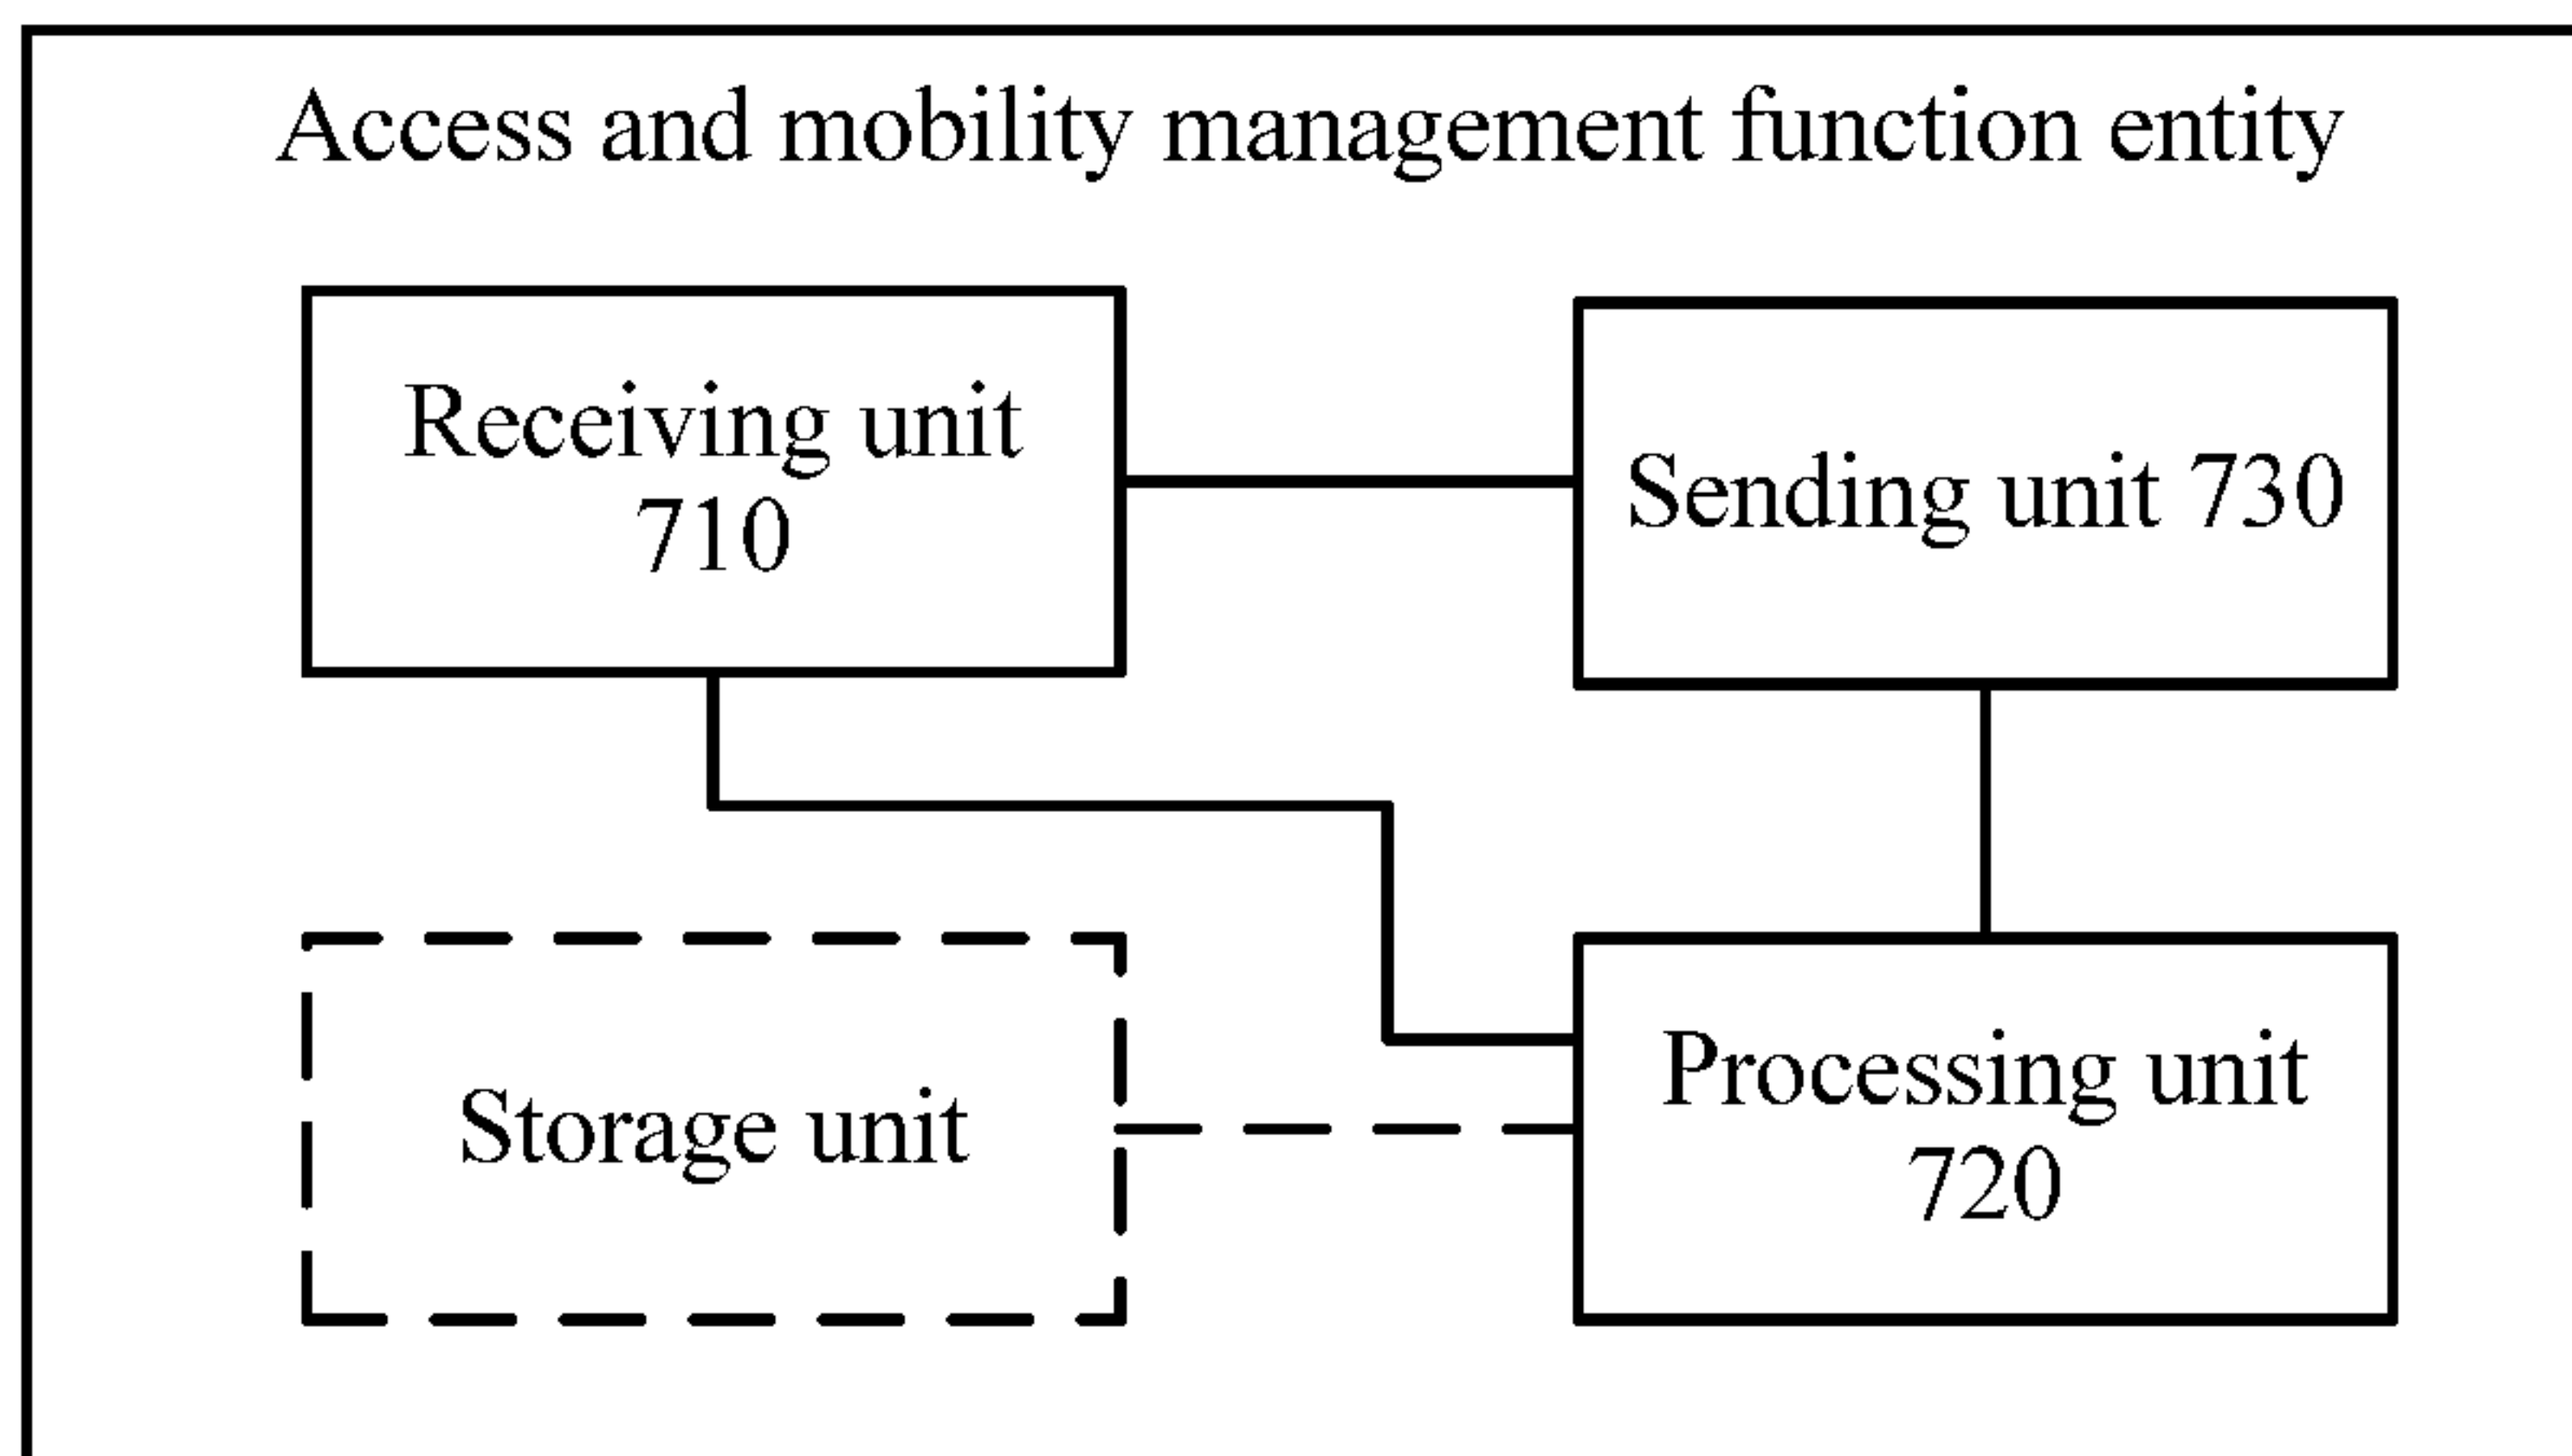 Access and mobility management function entity
Receiving unit
710
Sending unit 730
Storage unit
Processing unit
720